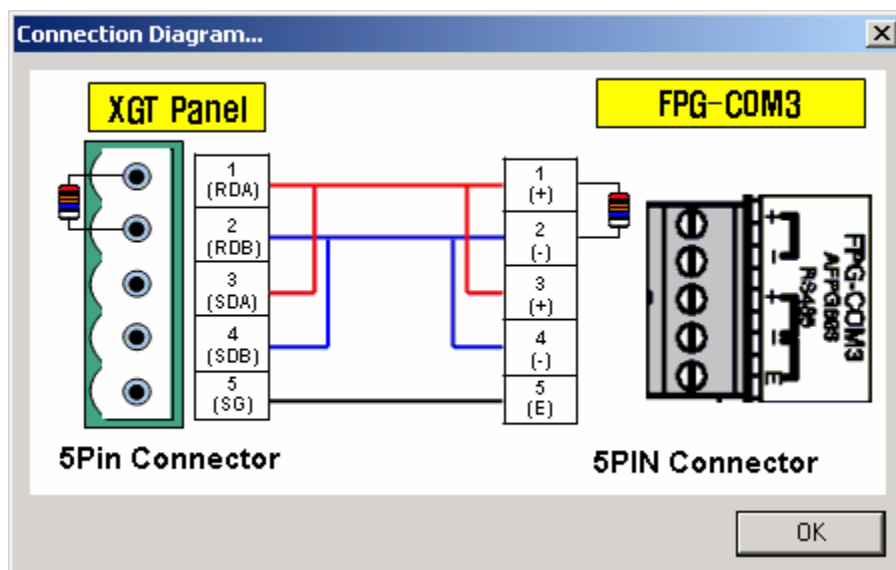 Connection Diagram...
XGT Panel
FPG-COM3
1
(RDA)
2
(RDB)
3
(SDA)
4
(SDB)
5
(SG)
1
(+)
2
(-)
3
(+)
4
(-)
5
(E)
+
-
+
-
E
FPG-COM3
RS485
5Pin Connector
5PIN Connector
OK